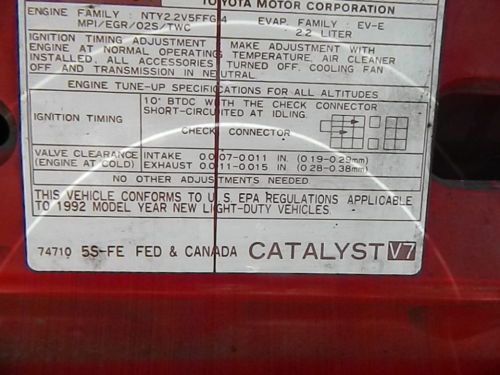 TOYOTA MOTOR CORPORATION
ENGINE FAMILY : NTY2.2V5FFG 4 EVAP. FAMILY : EV-E
MPI/EGR/O2S/TWC 2.2 LITER
IGNITION TIMING ADJUSTMENT MAKE ADJUSTMENT WITH
ENGINE AT NORMAL OPERATING TEMPERATURE, AIR CLEANER
INSTALLED, ALL ACCESSORIES TURNED OFF, COOLING FAN
OFF AND TRANSMISSION IN NEUTRAL.
ENGINE TUNE-UP SPECIFICATIONS FOR ALL ALTITUDES
IGNITION TIMING 10° BTDC WITH THE CHECK CONNECTOR
SHORT-CIRCUITED AT IDLING.
CHECK CONNECTOR
VALVE CLEARANCE INTAKE 0.007-0.011 IN. (0.19-0.29mm)
(ENGINE AT COLD) EXHAUST 0.011-0.015 IN. (0.28-0.38mm)
NO OTHER ADJUSTMENTS NEEDED.
THIS VEHICLE CONFORMS TO U.S. EPA REGULATIONS APPLICABLE
TO 1992 MODEL YEAR NEW LIGHT-DUTY VEHICLES.
74710 5S-FE FED & CANADA CATALYST V7